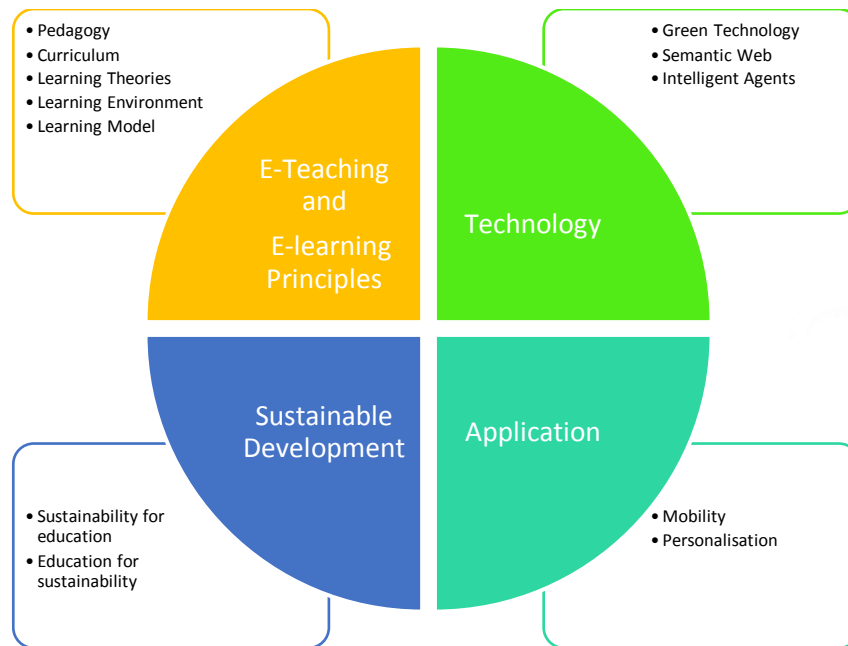 • Pedagogy
• Curriculum
• Learning Theories
• Learning Environment
• Learning Model
• Green Technology
• Semantic Web
• Intelligent Agents
E-Teaching
and
E-learning
Principles
Technology
Sustainable
Development
Application
• Sustainability for
education
• Education for
sustainability
• Mobility
• Personalisation